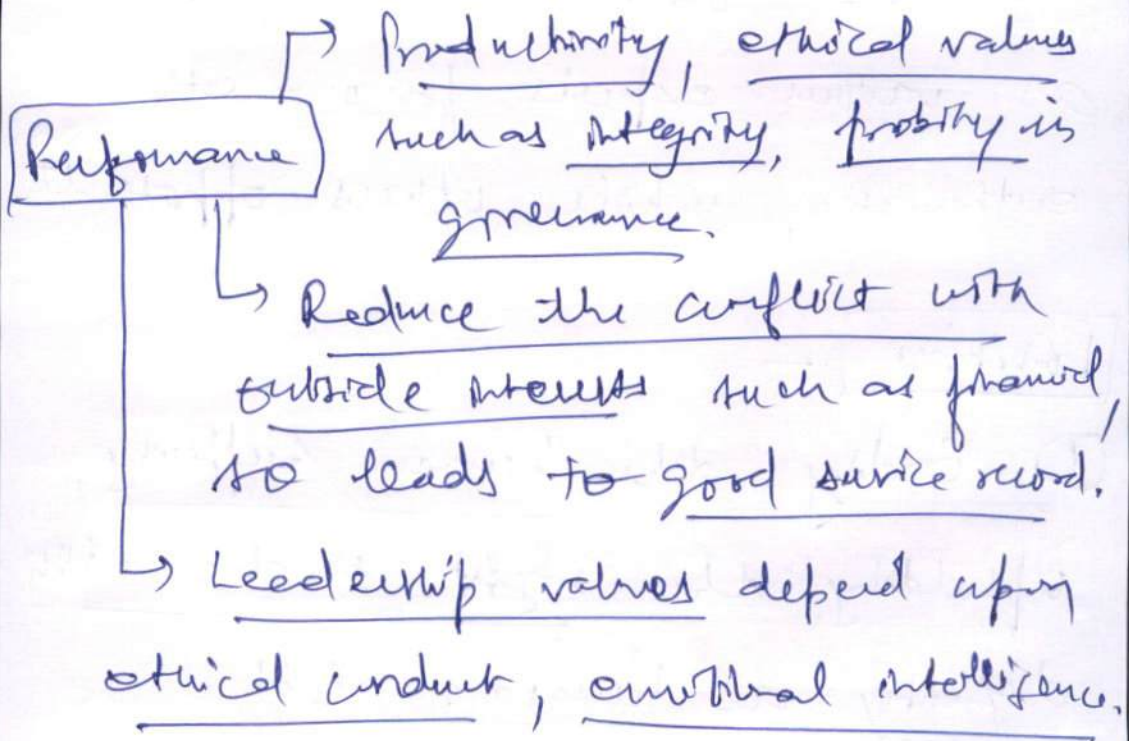 Productivity, ethical values
Performance
such as integrity, probity in
governance.
Reduce the conflict with
outside interests such as financial,
so leads to good service record.
Leadership values depend upon
ethical conduct, emotional intelligence.